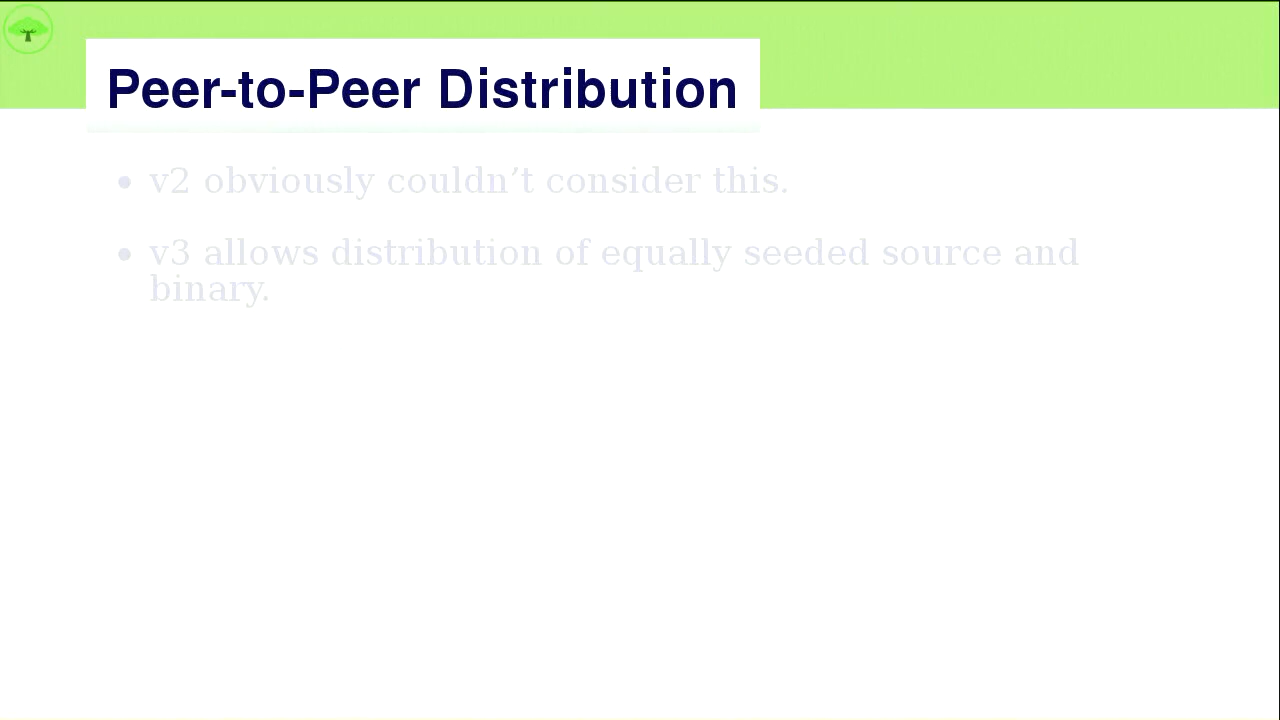 Peer-to-Peer Distribution
• v2 obviously couldn’t consider this.
• v3 allows distribution of equally seeded source and
binary.